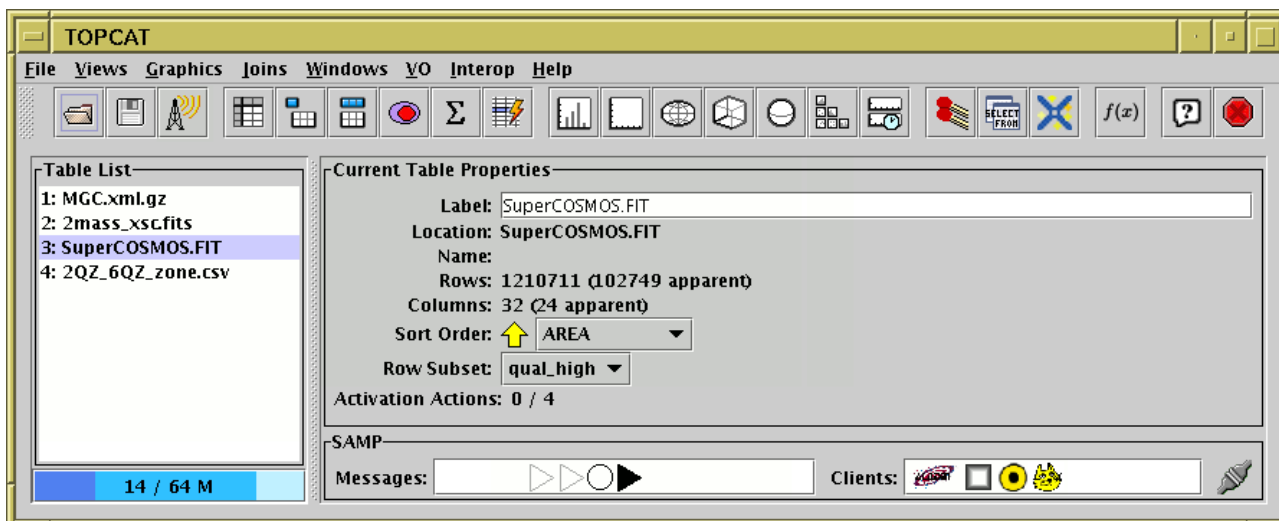 TOPCAT
File Views Graphics Joins Windows VO Interop Help
Σ SELECT FROM f(x) ?
Table List
1: MGC.xml.gz
2: 2mass_xsc.fits
3: SuperCOSMOS.FIT
4: 2QZ_6QZ_zone.csv
14 / 64 M
Current Table Properties
Label: SuperCOSMOS.FIT
Location: SuperCOSMOS.FIT
Name:
Rows: 1210711 (102749 apparent)
Columns: 32 (24 apparent)
Sort Order: AREA
Row Subset: qual_high
Activation Actions: 0 / 4
SAMP
Messages: Clients: